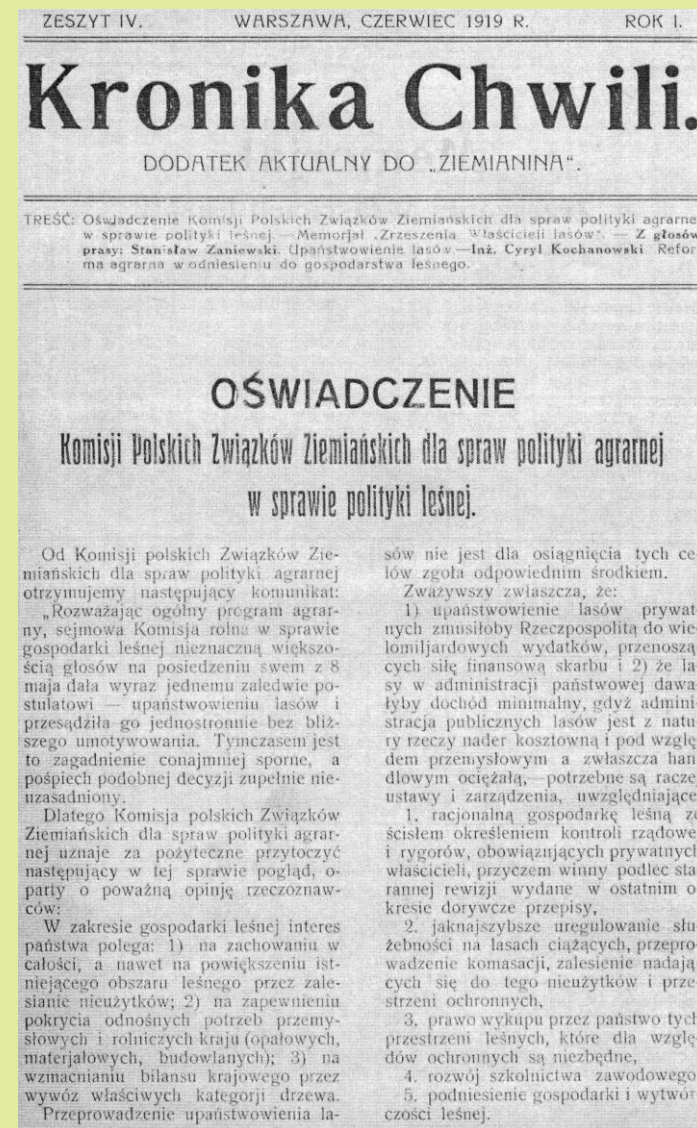 ZESZYT IV. WARSZAWA, CZERWIEC 1919 R. ROK I.
Kronika Chwili.
DODATEK AKTUALNY DO „ZIEMIANINA“.
TREŚĆ: Oświadczenie Komisji Polskich Związków Ziemiańskich dla spraw polityki agrarne
w sprawie polityki leśnej. — Memorjał „Zrzeszenia Właścicieli lasów“. — Z głosów
prasy: Stanisław Zaniewski. Upaństwowienie lasów — Inż. Cyryl Kochanowski Refor
ma agrarna w odniesieniu do gospodarstwa leśnego.
OŚWIADCZENIE
Komisji Polskich Związków Ziemiańskich dla spraw polityki agrarnej
w sprawie polityki leśnej.
Od Komisji polskich Związków Zie-
miańskich dla spraw polityki agrarnej
otrzymujemy następujący komunikat:
„Rozważając ogólny program agrar-
ny, sejmowa Komisja rolna w sprawie
gospodarki leśnej nieznaczną większo-
ścią głosów na posiedzeniu swem z 8
maja dała wyraz jednemu zaledwie po-
stulatowi — upaństwowieniu lasów i
przesądziła go jednostronnie bez bliż-
szego umotywowania. Tymczasem jest
to zagadnienie conajmniej sporne, a
pośpiech podobnej decyzji zupełnie nie-
uzasadniony.
Dlatego Komisja polskich Związków
Ziemiańskich dla spraw polityki agrar-
nej uznaje za pożyteczne przytoczyć
następujący w tej sprawie pogląd, o-
party o poważną opinję rzeczoznaw-
ców:
W zakresie gospodarki leśnej interes
państwa polega: 1) na zachowaniu w
całości, a nawet na powiększeniu ist-
niejącego obszaru leśnego przez zale-
sianie nieużytków; 2) na zapewnieniu
pokrycia odnośnych potrzeb przemy-
słowych i rolniczych kraju (opałowych,
materjałowych, budowlanych); 3) na
wzmacnianiu bilansu krajowego przez
wywóz właściwych kategorji drzewa.
Przeprowadzenie upaństwowienia la-
sów nie jest dla osiągnięcia tych ce-
lów zgoła odpowiednim środkiem.
Zważywszy zwłaszcza, że:
1) upaństwowienie lasów prywat
nych zmusiłoby Rzeczpospolitą do wie
lomiljardowych wydatków, przenoszą
cych siłę finansową skarbu i 2) że la
sy w administracji państwowej dawa
łyby dochód minimalny, gdyż admini
stracja publicznych lasów jest z natu
ry rzeczy nader kosztowną i pod wzglę
dem przemysłowym a zwłaszcza han
dlowym ociężałą,— potrzebne są racze
ustawy i zarządzenia, uwzględniające
1. racjonalną gospodarkę leśną ze
ścisłem określeniem kontroli rządowe
i rygorów, obowiązujących prywatnych
właścicieli, przyczem winny podlec sta
rannej rewizji wydane w ostatnim o
kresie dorywcze przepisy,
2. jaknajszybsze uregulowanie słu
żebności na lasach ciążących, przepro
wadzenie komasacji, zalesienie nadają
cych się do tego nieużytków i prze
strzeni ochronnych,
3. prawo wykupu przez państwo tych
przestrzeni leśnych, które dla wzglę
dów ochronnych są niezbędne,
4. rozwój szkolnictwa zawodowego
5. podniesienie gospodarki i wytwór
czości leśnej.